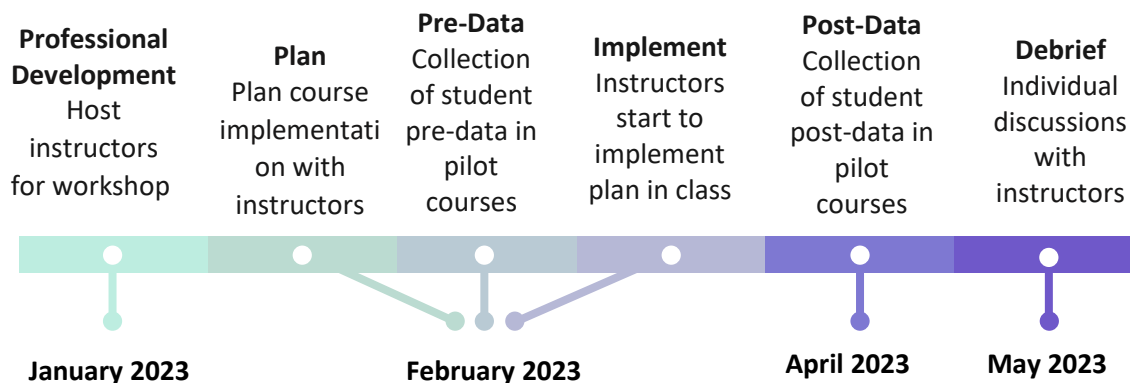 Professional
Development
Host
instructors
for workshop
Plan
Plan course
implementati
on with
instructors
Pre-Data
Collection
of student
pre-data in
pilot
courses
Implement
Instructors
start to
implement
plan in class
Post-Data
Collection
of student
post-data in
pilot
courses
Debrief
Individual
discussions
with
instructors
January 2023
February 2023
April 2023
May 2023